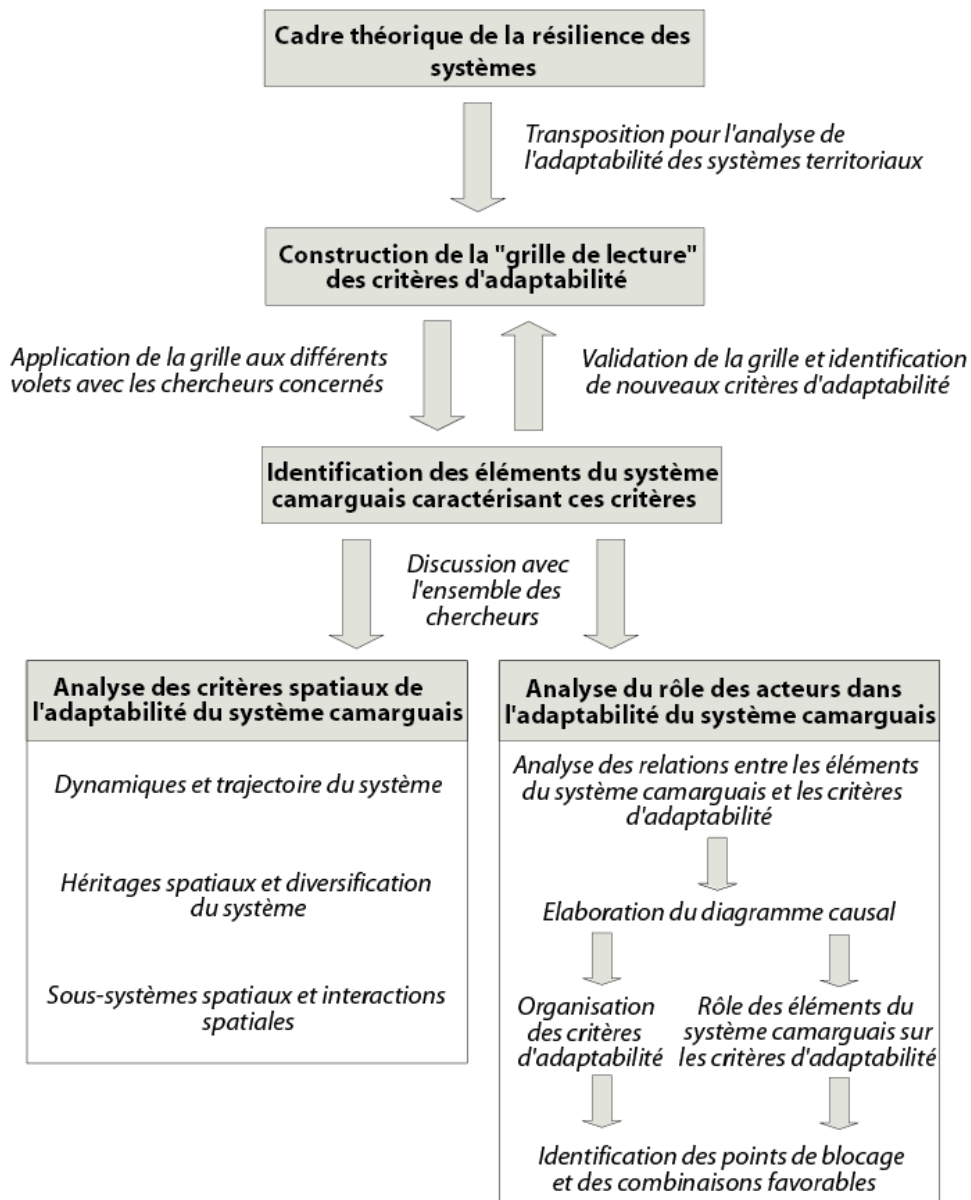 Cadre théorique de la résilience des
systèmes
Transposition pour l'analyse de
l'adaptabilité des systèmes territoriaux
Construction de la "grille de lecture"
des critères d'adaptabilité
Application de la grille aux différents
volets avec les chercheurs concernés
Validation de la grille et identification
de nouveaux critères d'adaptabilité
Identification des éléments du système
camarguais caractérisant ces critères
Discussion avec
l'ensemble des
chercheurs
Analyse des critères spatiaux de
l'adaptabilité du système camarguais
Dynamiques et trajectoire du système
Héritages spatiaux et diversification
du système
Sous-systèmes spatiaux et interactions
spatiales
Analyse du rôle des acteurs dans
l'adaptabilité du système camarguais
Analyse des relations entre les éléments
du système camarguais et les critères
d'adaptabilité
Elaboration du diagramme causal
Organisation
des critères
d'adaptabilité
Rôle des éléments du
système camarguais sur
les critères d'adaptabilité
Identification des points de blocage
et des combinaisons favorables